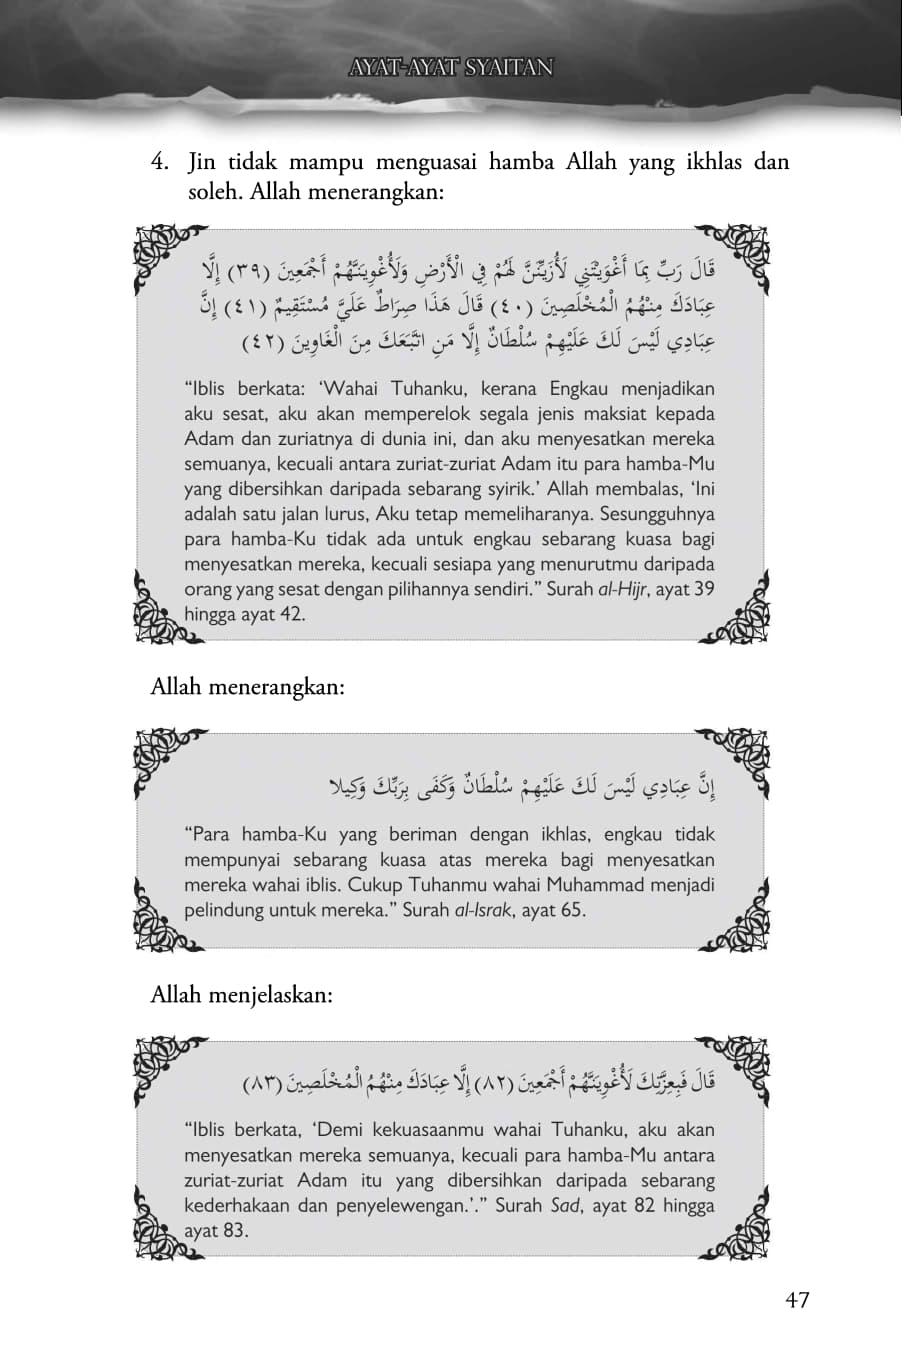 AYAT-AYAT SYAITAN
4. Jin tidak mampu menguasai hamba Allah yang ikhlas dan
soleh. Allah menerangkan:
قَالَ رَبِّ بِمَا أَغْوَيْتَنِي لَأُزَيِّنَنَّ لَهُمْ فِي الْأَرْضِ وَلَأُغْوِيَنَّهُمْ أَجْمَعِينَ (٣٩) إِلَّا
عِبَادَكَ مِنْهُمُ الْمُخْلَصِينَ (٤٠) قَالَ هَذَا صِرَاطٌ عَلَيَّ مُسْتَقِيمٌ (٤١) إِنَّ
عِبَادِي لَيْسَ لَكَ عَلَيْهِمْ سُلْطَانٌ إِلَّا مَنِ اتَّبَعَكَ مِنَ الْغَاوِينَ (٤٢)
“Iblis berkata: ‘Wahai Tuhanku, kerana Engkau menjadikan
aku sesat, aku akan memperelok segala jenis maksiat kepada
Adam dan zuriatnya di dunia ini, dan aku menyesatkan mereka
semuanya, kecuali antara zuriat-zuriat Adam itu para hamba-Mu
yang dibersihkan daripada sebarang syirik.’ Allah membalas, ‘Ini
adalah satu jalan lurus, Aku tetap memeliharanya. Sesungguhnya
para hamba-Ku tidak ada untuk engkau sebarang kuasa bagi
menyesatkan mereka, kecuali sesiapa yang menurutmu daripada
orang yang sesat dengan pilihannya sendiri.” Surah al-Hijr, ayat 39
hingga ayat 42.
Allah menerangkan:
إِنَّ عِبَادِي لَيْسَ لَكَ عَلَيْهِمْ سُلْطَانٌ وَكَفَى بِرَبِّكَ وَكِيلا
“Para hamba-Ku yang beriman dengan ikhlas, engkau tidak
mempunyai sebarang kuasa atas mereka bagi menyesatkan
mereka wahai iblis. Cukup Tuhanmu wahai Muhammad menjadi
pelindung untuk mereka.” Surah al-Israk, ayat 65.
Allah menjelaskan:
قَالَ فَبِعِزَّتِكَ لَأُغْوِيَنَّهُمْ أَجْمَعِينَ (٨٢) إِلَّا عِبَادَكَ مِنْهُمُ الْمُخْلَصِينَ (٨٣)
“Iblis berkata, ‘Demi kekuasaanmu wahai Tuhanku, aku akan
menyesatkan mereka semuanya, kecuali para hamba-Mu antara
zuriat-zuriat Adam itu yang dibersihkan daripada sebarang
kederhakaan dan penyelewengan.'.” Surah Sad, ayat 82 hingga
ayat 83.
47